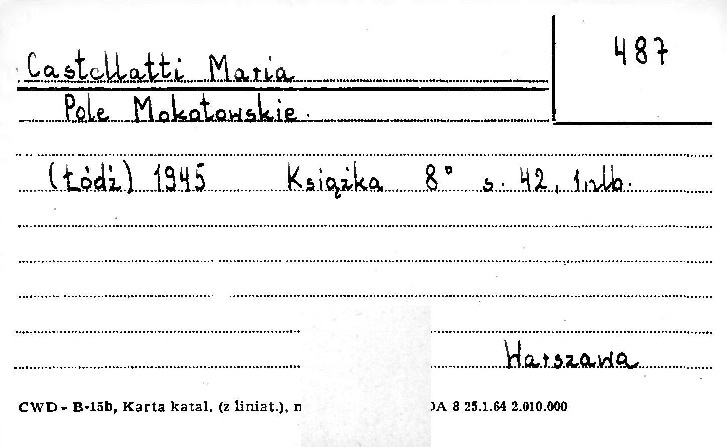 487
Castellatti Maria
Pole Mokotowskie.
(Łódź) 1945 Książka 8° s. 42, 1 nlb.
Warszawa
CWD - B-15b, Karta katal. (z liniat.), DA 8 25.1.64 2.010.000